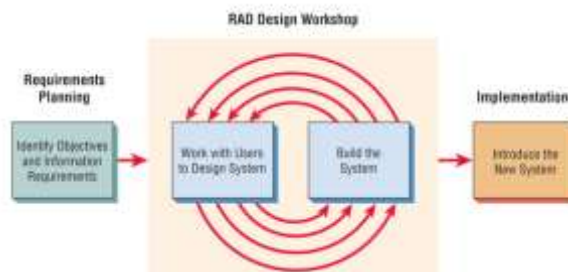 RAD Design Workshop
Requirements
Planning
Identify Objectives
and Information
Requirements
Work with Users
to Design System
Build the
System
Implementation
Introduce the
New System